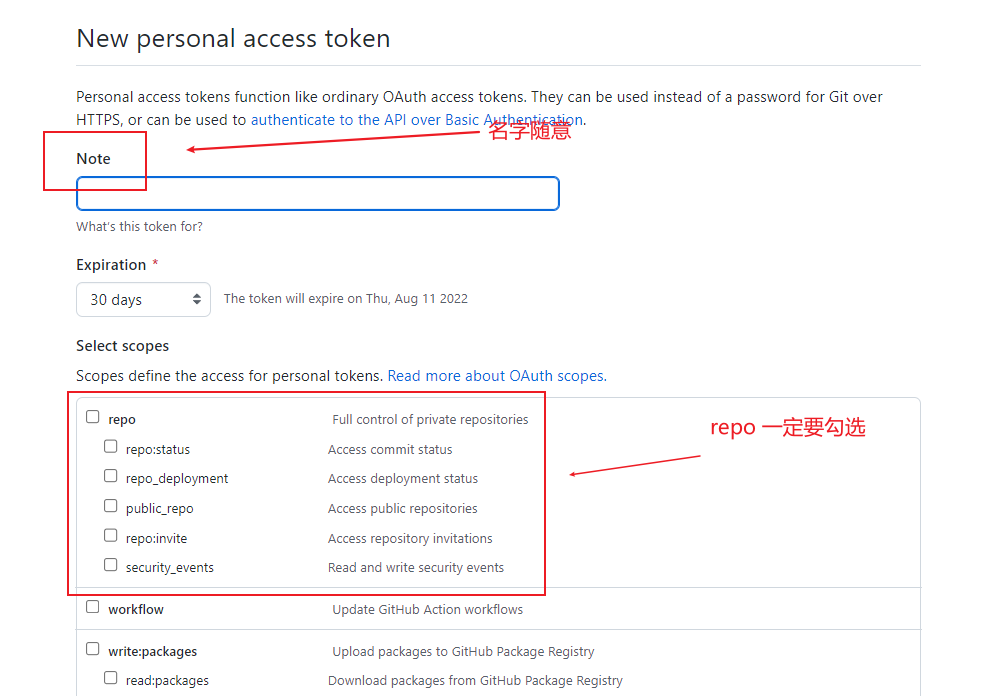 New personal access token
Personal access tokens function like ordinary OAuth access tokens. They can be used instead of a password for Git over
HTTPS, or can be used to authenticate to the API over Basic Authentication.
名字随意
Note
What's this token for?
Expiration *
30 days The token will expire on Thu, Aug 11 2022
Select scopes
Scopes define the access for personal tokens. Read more about OAuth scopes.
repo Full control of private repositories
repo 一定要勾选
repo:status Access commit status
repo_deployment Access deployment status
public_repo Access public repositories
repo:invite Access repository invitations
security_events Read and write security events
workflow Update GitHub Action workflows
write:packages Upload packages to GitHub Package Registry
read:packages Download packages from GitHub Package Registry